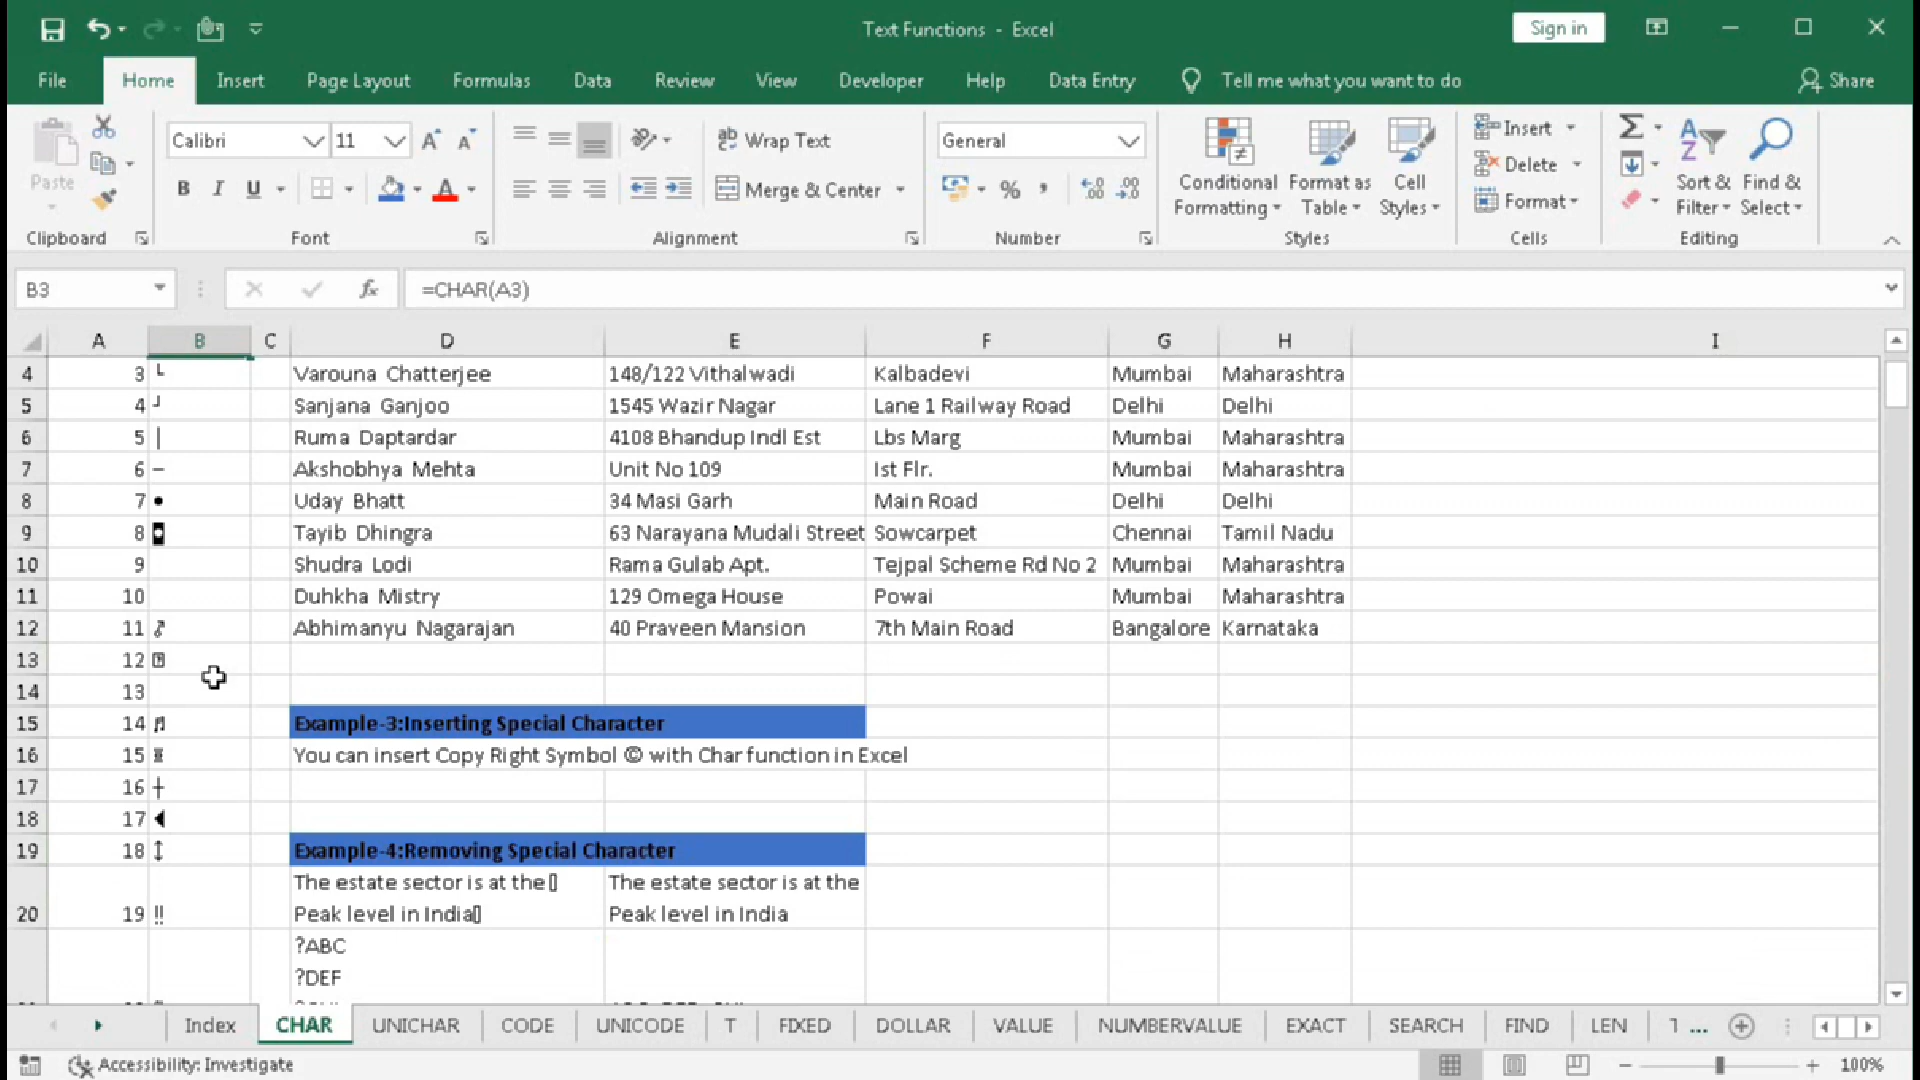 Text Functions - Excel
Sign in
File Home Insert Page Layout Formulas Data Review View Developer Help Data Entry Tell me what you want to do Share
Paste
Clipboard
Calibri 11
B I U
Font
Wrap Text
Merge & Center
Alignment
General
%
Number
Conditional Formatting
Format as Table
Cell Styles
Styles
Insert
Delete
Format
Cells
Sort & Filter
Find & Select
Editing
B3 fx =CHAR(A3)
A B C D E F G H I
4 3 └ Varouna Chatterjee 148/122 Vithalwadi Kalbadevi Mumbai Maharashtra
5 4 ┘ Sanjana Ganjoo 1545 Wazir Nagar Lane 1 Railway Road Delhi Delhi
6 5 │ Ruma Daptardar 4108 Bhandup Indl Est Lbs Marg Mumbai Maharashtra
7 6 ─ Akshobhya Mehta Unit No 109 Ist Flr. Mumbai Maharashtra
8 7 • Uday Bhatt 34 Masi Garh Main Road Delhi Delhi
9 8 ◘ Tayib Dhingra 63 Narayana Mudali Street Sowcarpet Chennai Tamil Nadu
10 9 Shudra Lodi Rama Gulab Apt. Tejpal Scheme Rd No 2 Mumbai Maharashtra
11 10 Duhkha Mistry 129 Omega House Powai Mumbai Maharashtra
12 11 Abhimanyu Nagarajan 40 Praveen Mansion 7th Main Road Bangalore Karnataka
13 12
14 13
15 14 ♫ Example-3:Inserting Special Character
16 15 You can insert Copy Right Symbol © with Char function in Excel
17 16 ┼
18 17 ◄
19 18 ↕ Example-4:Removing Special Character
The estate sector is at the The estate sector is at the
20 19 ‼ Peak level in India Peak level in India
?ABC
?DEF
Index CHAR UNICHAR CODE UNICODE T FIXED DOLLAR VALUE NUMBERVALUE EXACT SEARCH FIND LEN ...
Accessibility: Investigate 100%